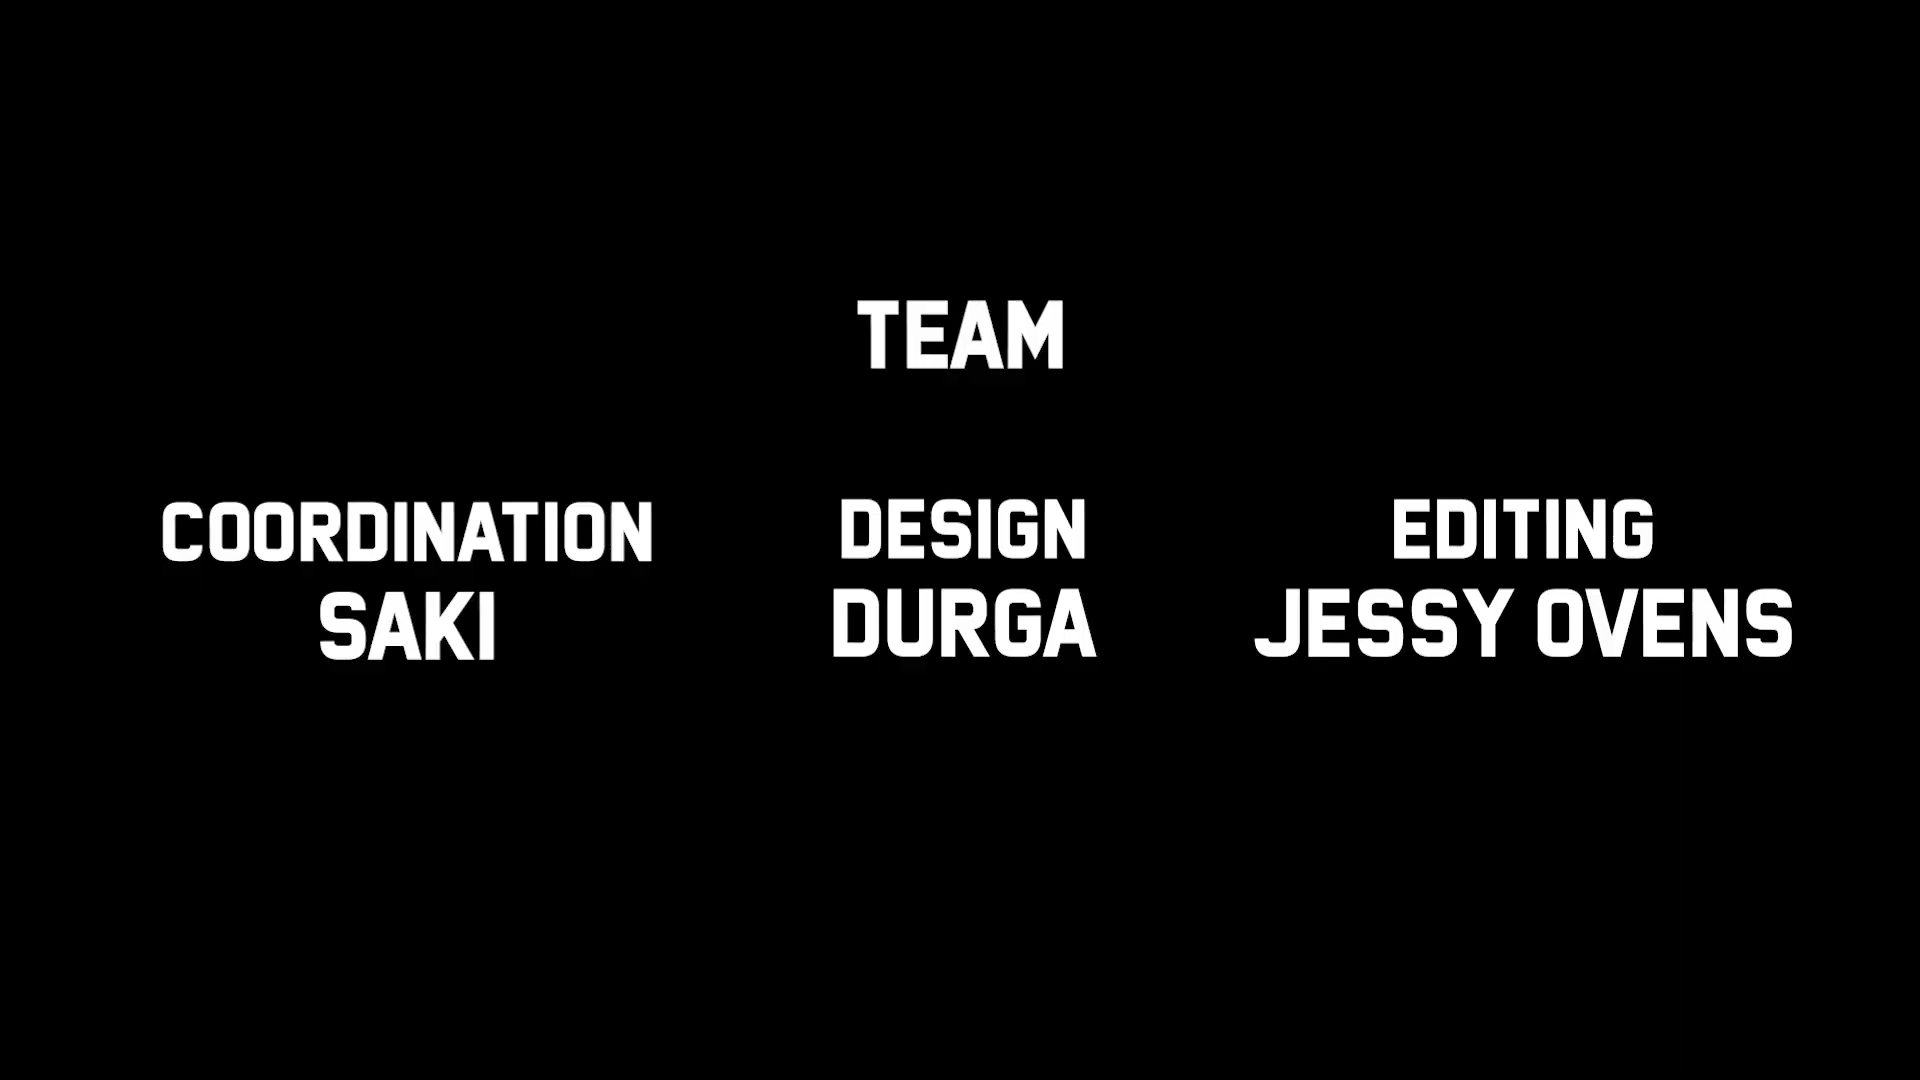 TEAM
COORDINATION
SAKI
DESIGN
DURGA
EDITING
JESSY OVENS